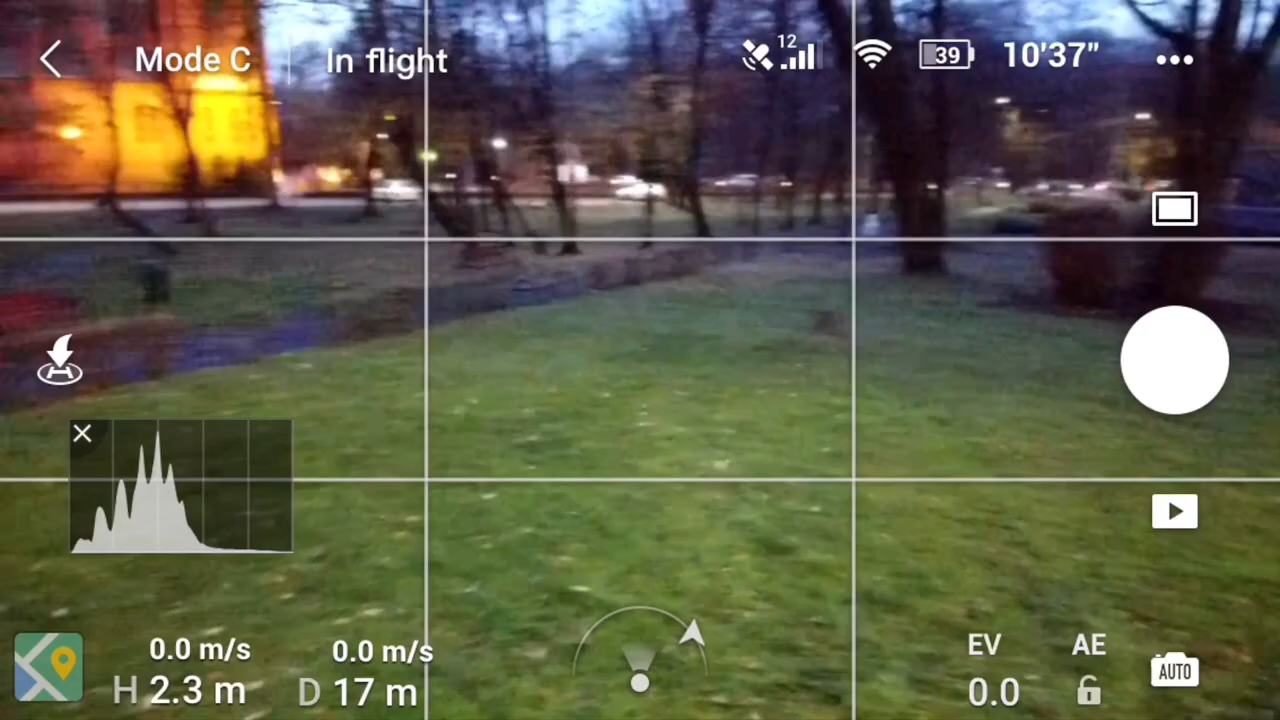 Mode C
In flight
12
39
10'37"
0.0 m/s
0.0 m/s
H 2.3 m
D 17 m
EV
AE
0.0
AUTO